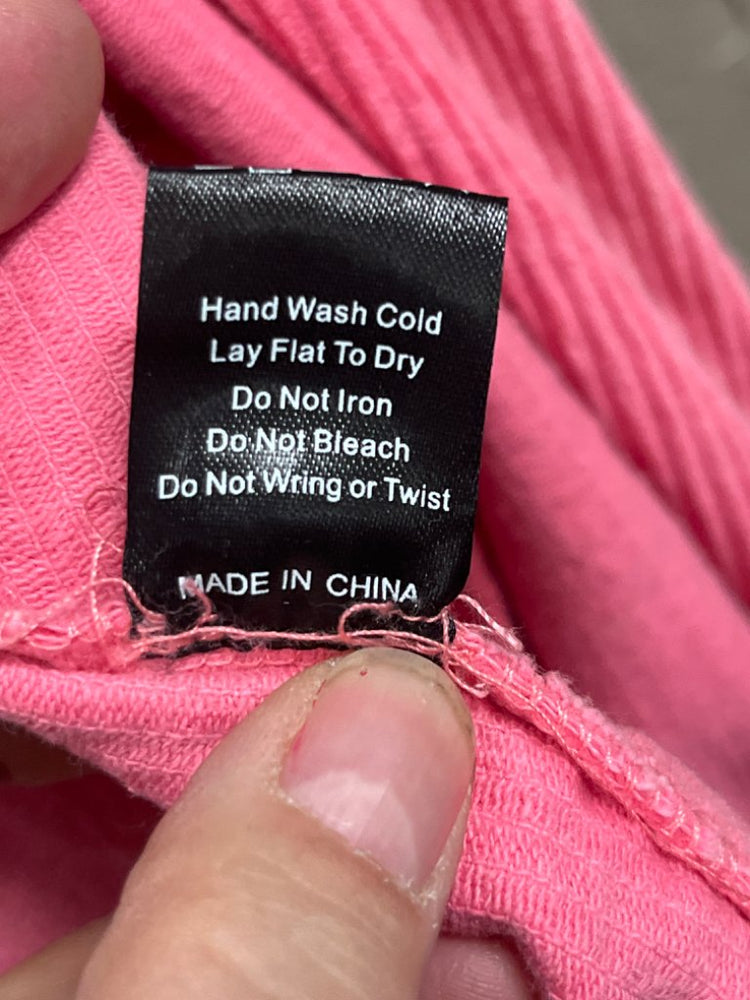 Hand Wash Cold
Lay Flat To Dry
Do Not Iron
Do Not Bleach
Do Not Wring or Twist
MADE IN CHINA